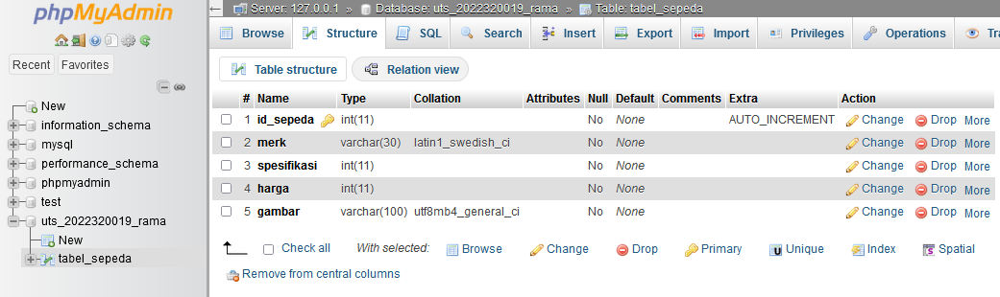 phpMyAdmin
Recent Favorites
New
information_schema
mysql
performance_schema
phpmyadmin
test
uts_2022320019_rama
New
tabel_sepeda
Server: 127.0.0.1 » Database: uts_2022320019_rama » Table: tabel_sepeda
Browse Structure SQL Search Insert Export Import Privileges Operations Tra
Table structure Relation view
# Name Type Collation Attributes Null Default Comments Extra Action
1 id_sepeda int(11) No None AUTO_INCREMENT Change Drop More
2 merk varchar(30) latin1_swedish_ci No None Change Drop More
3 spesifikasi int(11) No None Change Drop More
4 harga int(11) No None Change Drop More
5 gambar varchar(100) utf8mb4_general_ci No None Change Drop More
Check all With selected: Browse Change Drop Primary Unique Index Spatial
Remove from central columns